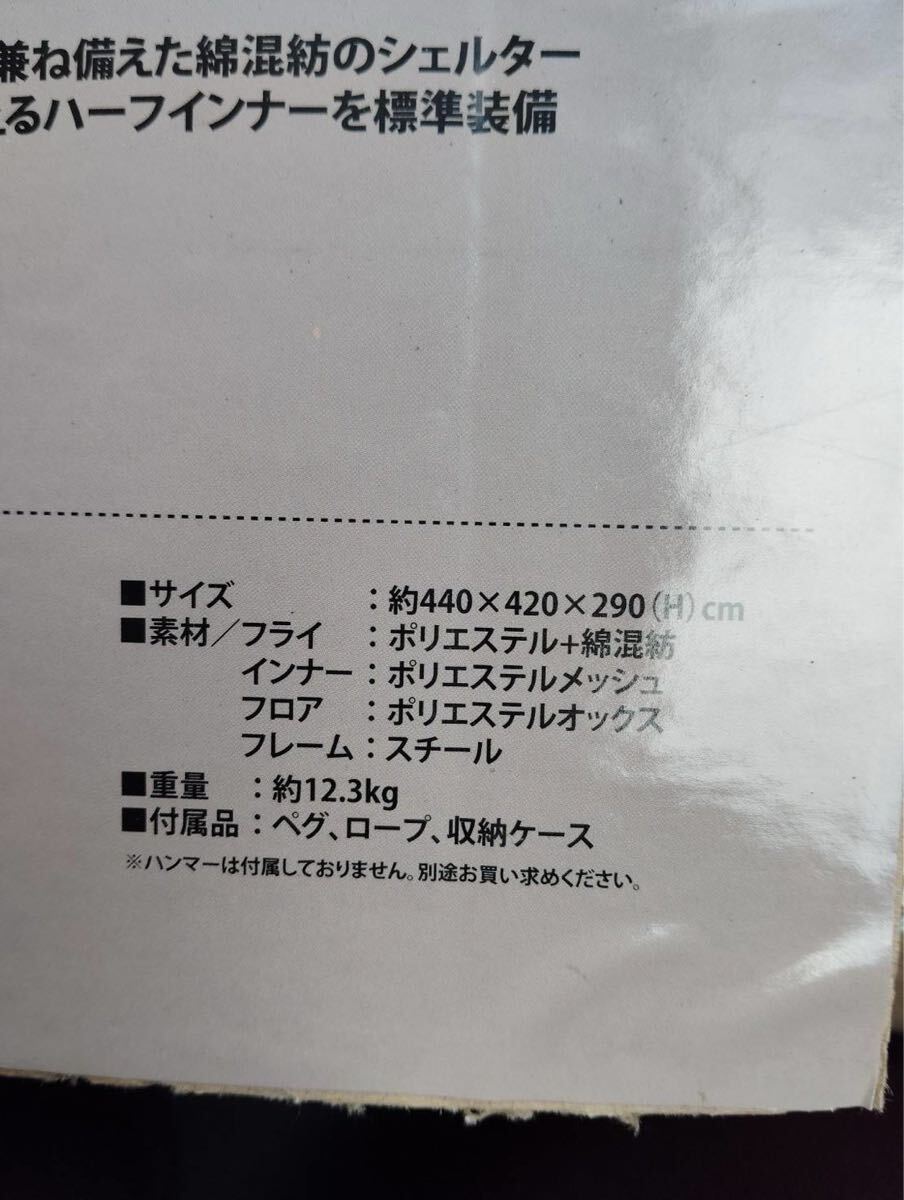 兼ね備えた綿混紡のシェルター
えるハーフインナーを標準装備
■サイズ　　　　：約440×420×290（H）cm
■素材／フライ　：ポリエステル+綿混紡
インナー：ポリエステルメッシュ
フロア　：ポリエステルオックス
フレーム：スチール
■重量　：約12.3kg
■付属品：ペグ、ロープ、収納ケース
※ハンマーは付属しておりません。別途お買い求めください。